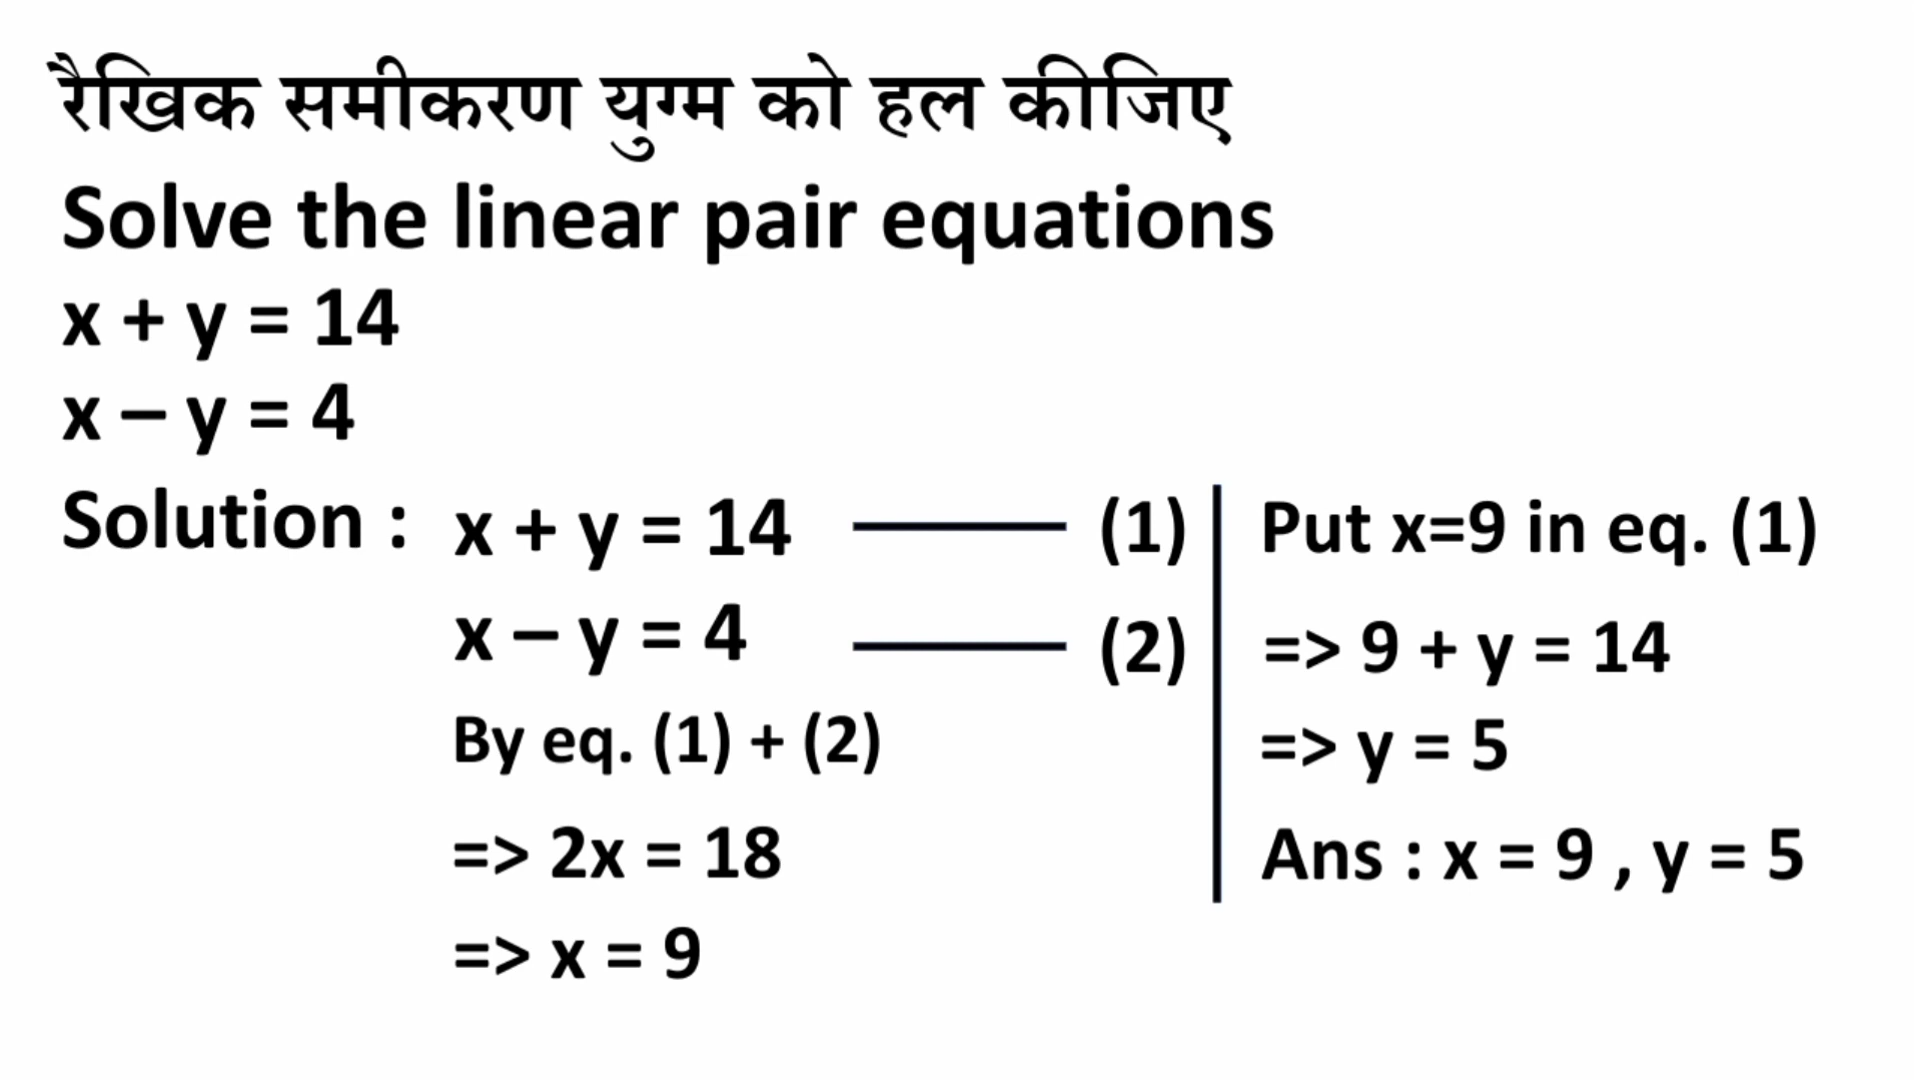 रैखिक समीकरण युग्म को हल कीजिए
Solve the linear pair equations
x + y = 14
x – y = 4
Solution : x + y = 14 (1)
x – y = 4 (2)
By eq. (1) + (2)
=> 2x = 18
=> x = 9
Put x=9 in eq. (1)
=> 9 + y = 14
=> y = 5
Ans : x = 9 , y = 5